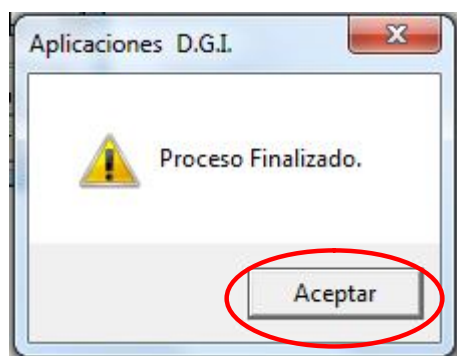 Aplicaciones D.G.I.
Proceso Finalizado.
Aceptar